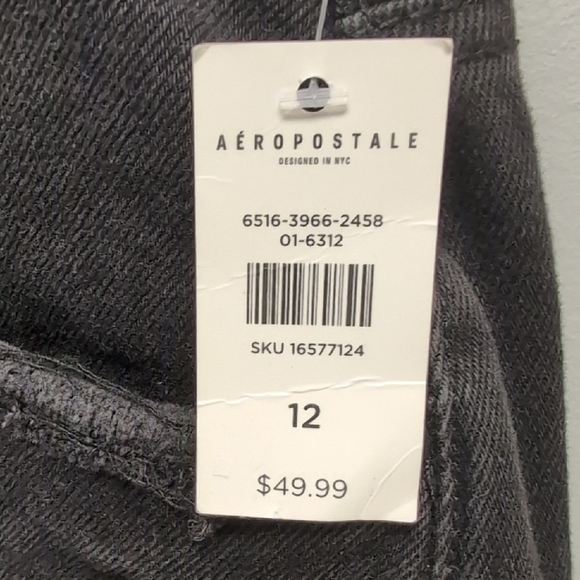 AÉROPOSTALE
DESIGNED IN NYC
6516-3966-2458
01-6312
SKU 16577124
12
$49.99